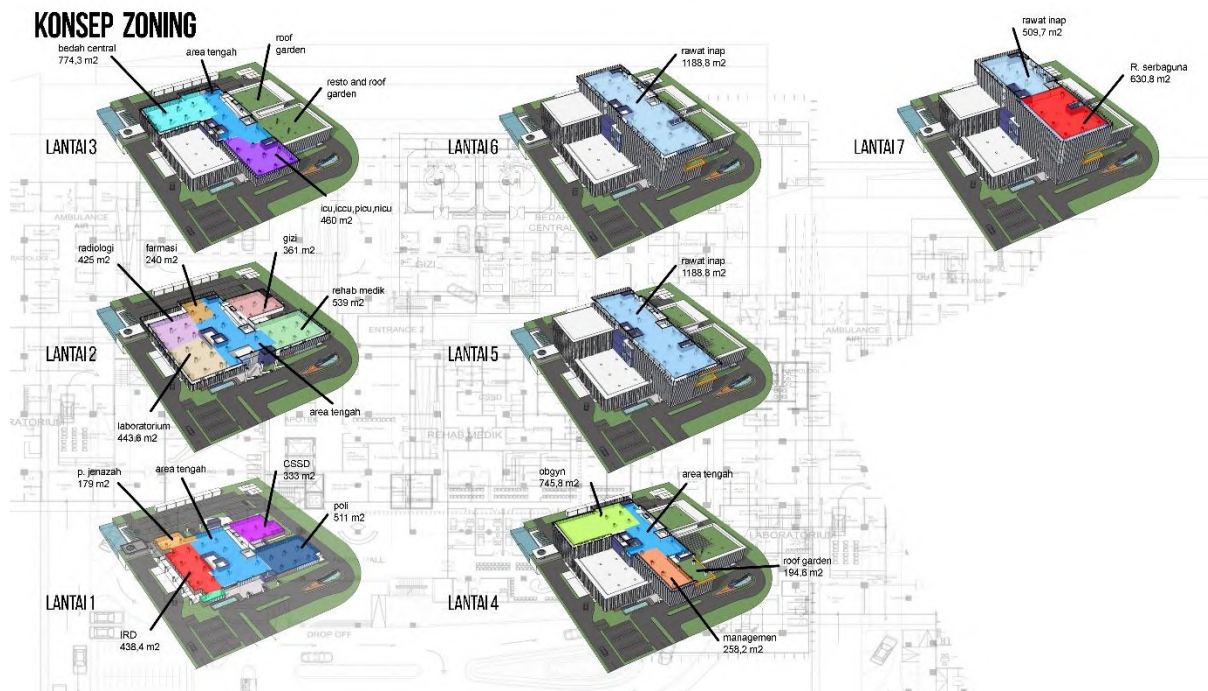 KONSEP ZONING
bedah central
774,3 m2
area tengah
roof
garden
resto and roof
garden
LANTAI 3
icu,iccu,picu,nicu
460 m2
rawat inap
1188,8 m2
LANTAI 6
rawat inap
509,7 m2
R. serbaguna
630,8 m2
LANTAI 7
radiologi
425 m2
farmasi
240 m2
gizi
361 m2
rehab medik
539 m2
LANTAI 2
laboratorium
443,6 m2
area tengah
rawat inap
1188,8 m2
LANTAI 5
p. jenazah
179 m2
area tengah
CSSD
333 m2
poli
511 m2
LANTAI 1
IRD
438,4 m2
obgyn
745,8 m2
area tengah
roof garden
194,6 m2
LANTAI 4
managemen
258,2 m2
AMBULANCE
AIR
BEDAH
CENTRAL
GIZI
ENTRANCE 2
AMBULANCE
CSSD
APOTEK
REHAB MEDIK
LABORATORIUM
DROP OFF